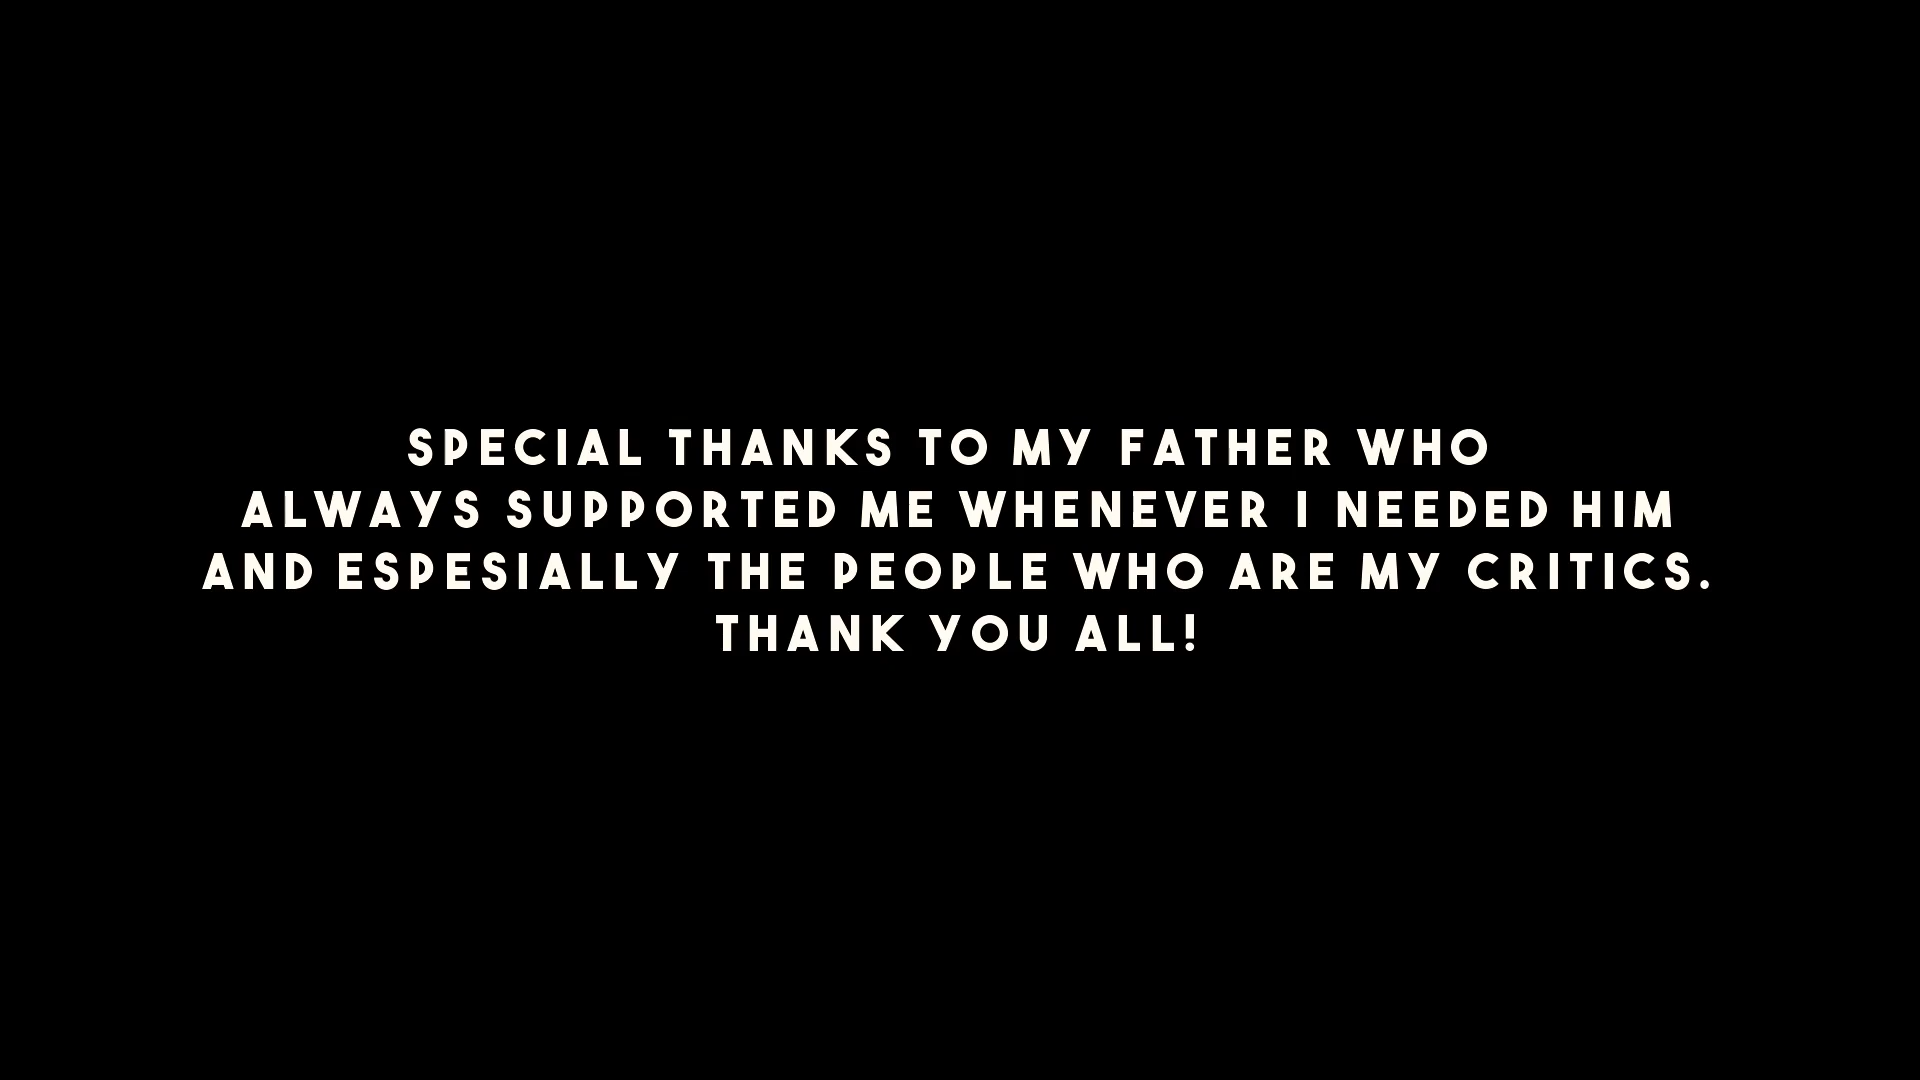 SPECIAL THANKS TO MY FATHER WHO
ALWAYS SUPPORTED ME WHENEVER I NEEDED HIM
AND ESPESIALLY THE PEOPLE WHO ARE MY CRITICS.
THANK YOU ALL!